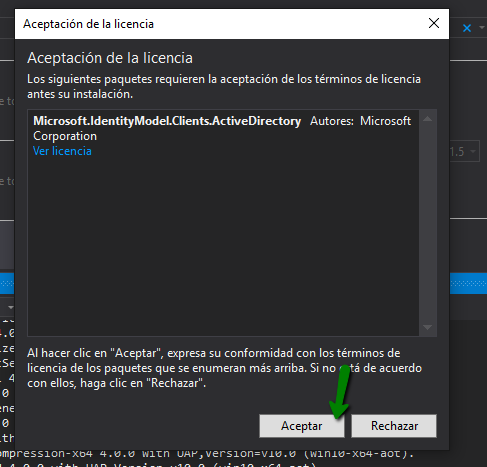 Aceptación de la licencia
Aceptación de la licencia
Los siguientes paquetes requieren la aceptación de los términos de licencia
antes su instalación.
Microsoft.IdentityModel.Clients.ActiveDirectory Autores: Microsoft
Corporation
Ver licencia
1.5
Al hacer clic en "Aceptar", expresa su conformidad con los términos de
licencia de los paquetes que se enumeran más arriba. Si no está de acuerdo
con ellos, haga clic en "Rechazar".
Aceptar Rechazar
ompression-x64 4.0.0 with UAP,Version=v10.0 (win10-x64-aot).